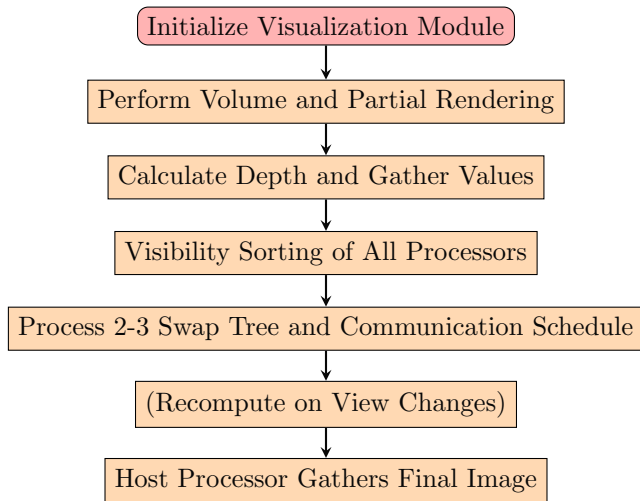 Initialize Visualization Module
Perform Volume and Partial Rendering
Calculate Depth and Gather Values
Visibility Sorting of All Processors
Process 2-3 Swap Tree and Communication Schedule
(Recompute on View Changes)
Host Processor Gathers Final Image